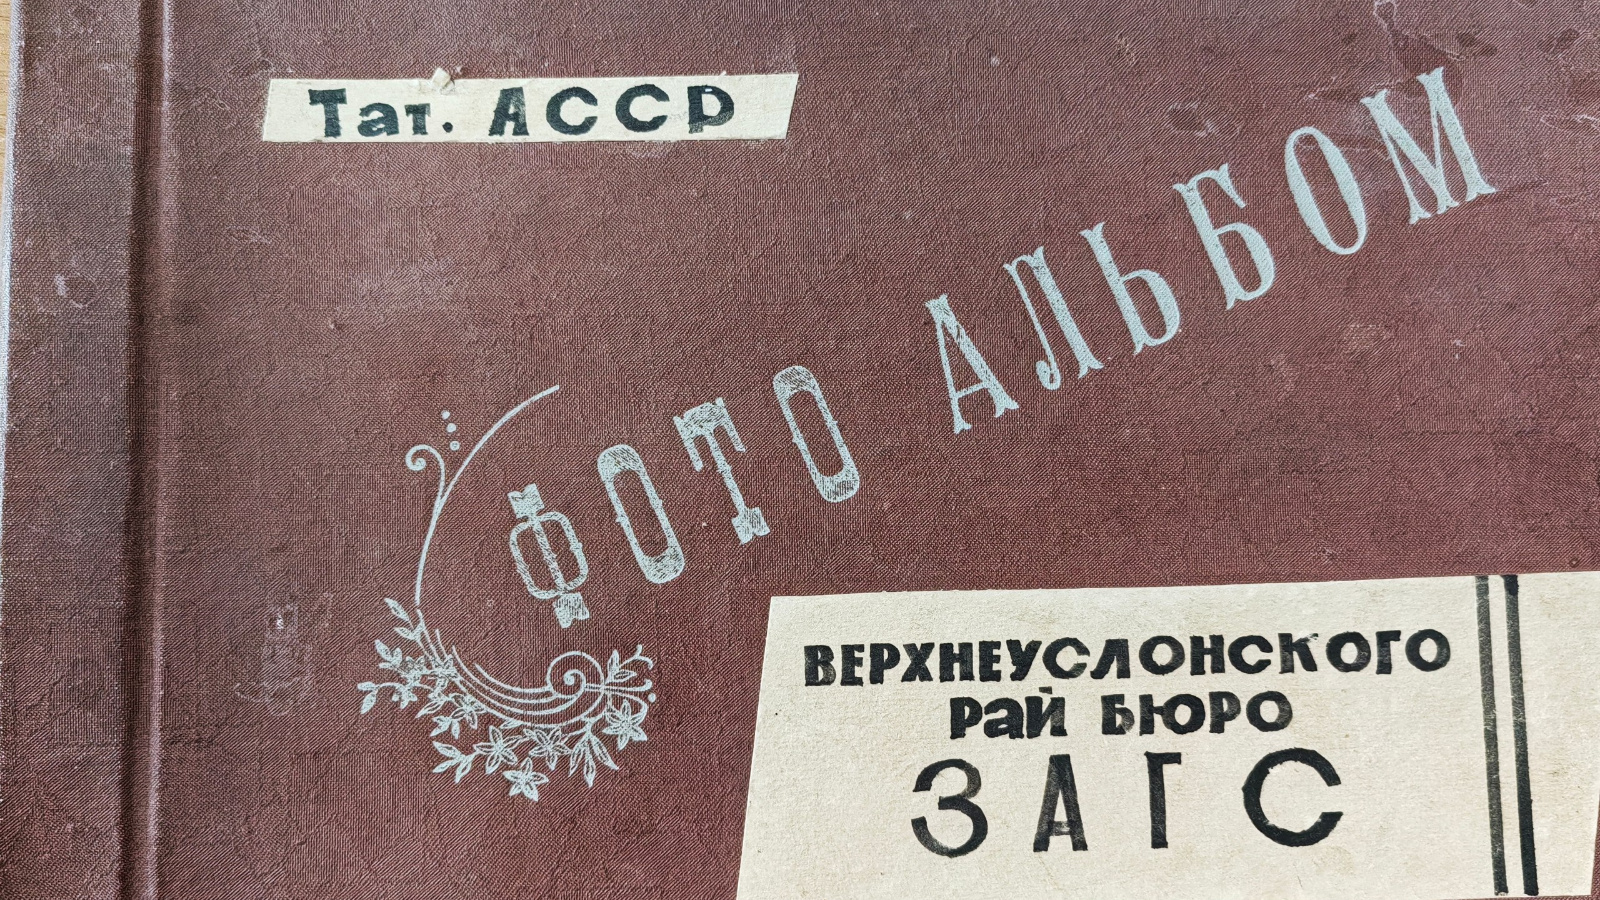 Тат. АССР
ФОТО АЛЬБОМ
ВЕРХНЕУСЛОНСКОГО
рай БЮРО
ЗАГС